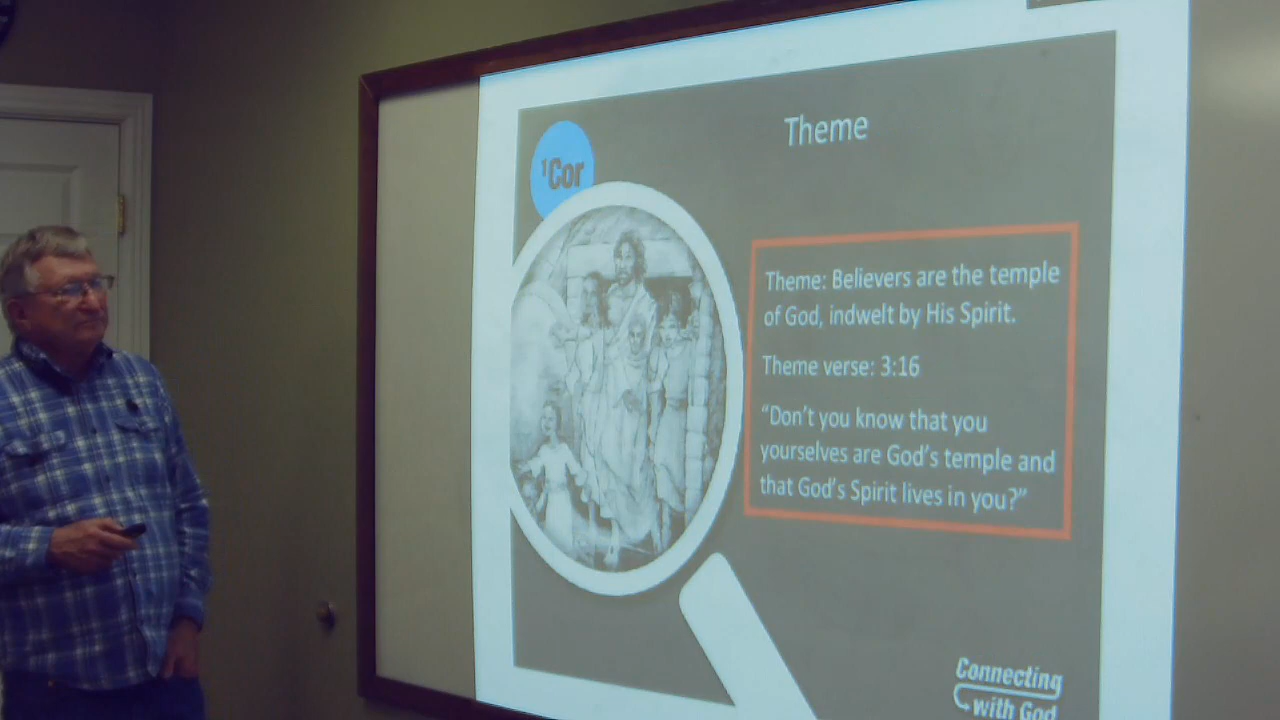 Theme
1Cor
Theme: Believers are the temple
of God, indwelt by His Spirit.
Theme verse: 3:16
“Don’t you know that you
yourselves are God’s temple and
that God’s Spirit lives in you?”
Connecting
with God